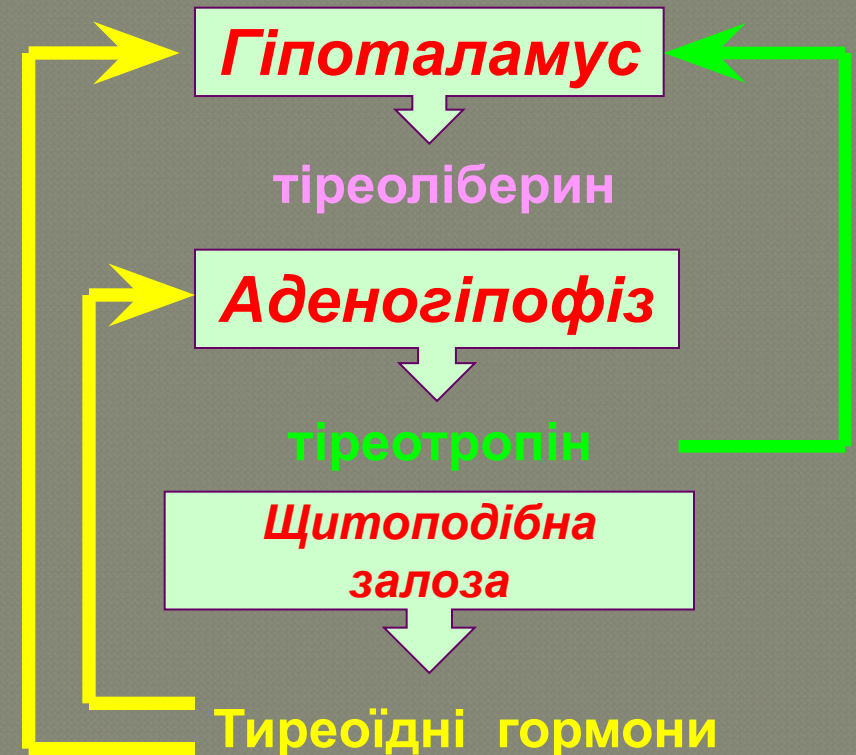 Гіпоталамус
тіреоліберин
Аденогіпофіз
тіреотропін
Щитоподібна
залоза
Тиреоїдні гормони